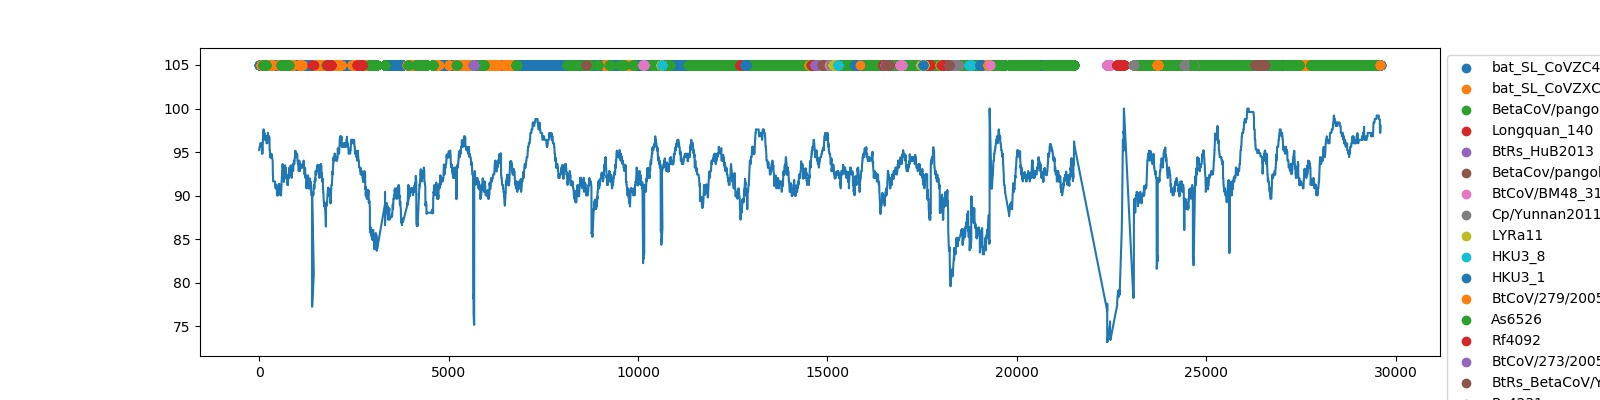 105
100
95
90
85
80
75
0 5000 10000 15000 20000 25000 30000
bat_SL_CoVZC4
bat_SL_CoVZXC
BetaCoV/pango
Longquan_140
BtRs_HuB2013
BetaCov/pangol
BtCoV/BM48_31
Cp/Yunnan2011
LYRa11
HKU3_8
HKU3_1
BtCoV/279/2005
As6526
Rf4092
BtCoV/273/2005
BtRs_BetaCoV/Y